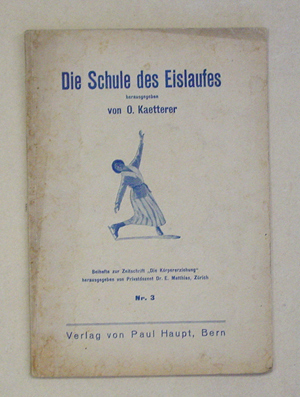 Die Schule des Eislaufes
herausgegeben
von O. Kaetterer
Beihefte zur Zeitschrift „Die Körpererziehung"
herausgegeben von Privatdozent Dr. E. Matthias, Zürich
Nr. 3
Verlag von Paul Haupt, Bern